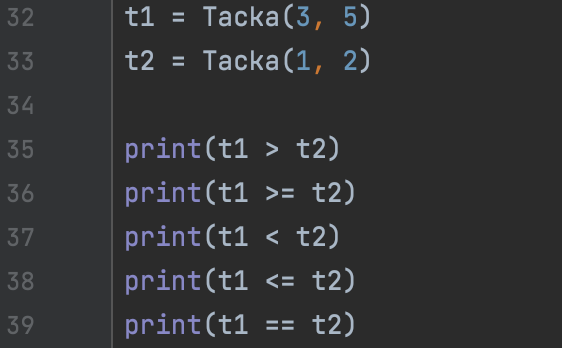 32 t1 = Tacka(3, 5)
33 t2 = Tacka(1, 2)
34
35 print(t1 > t2)
36 print(t1 >= t2)
37 print(t1 < t2)
38 print(t1 <= t2)
39 print(t1 == t2)